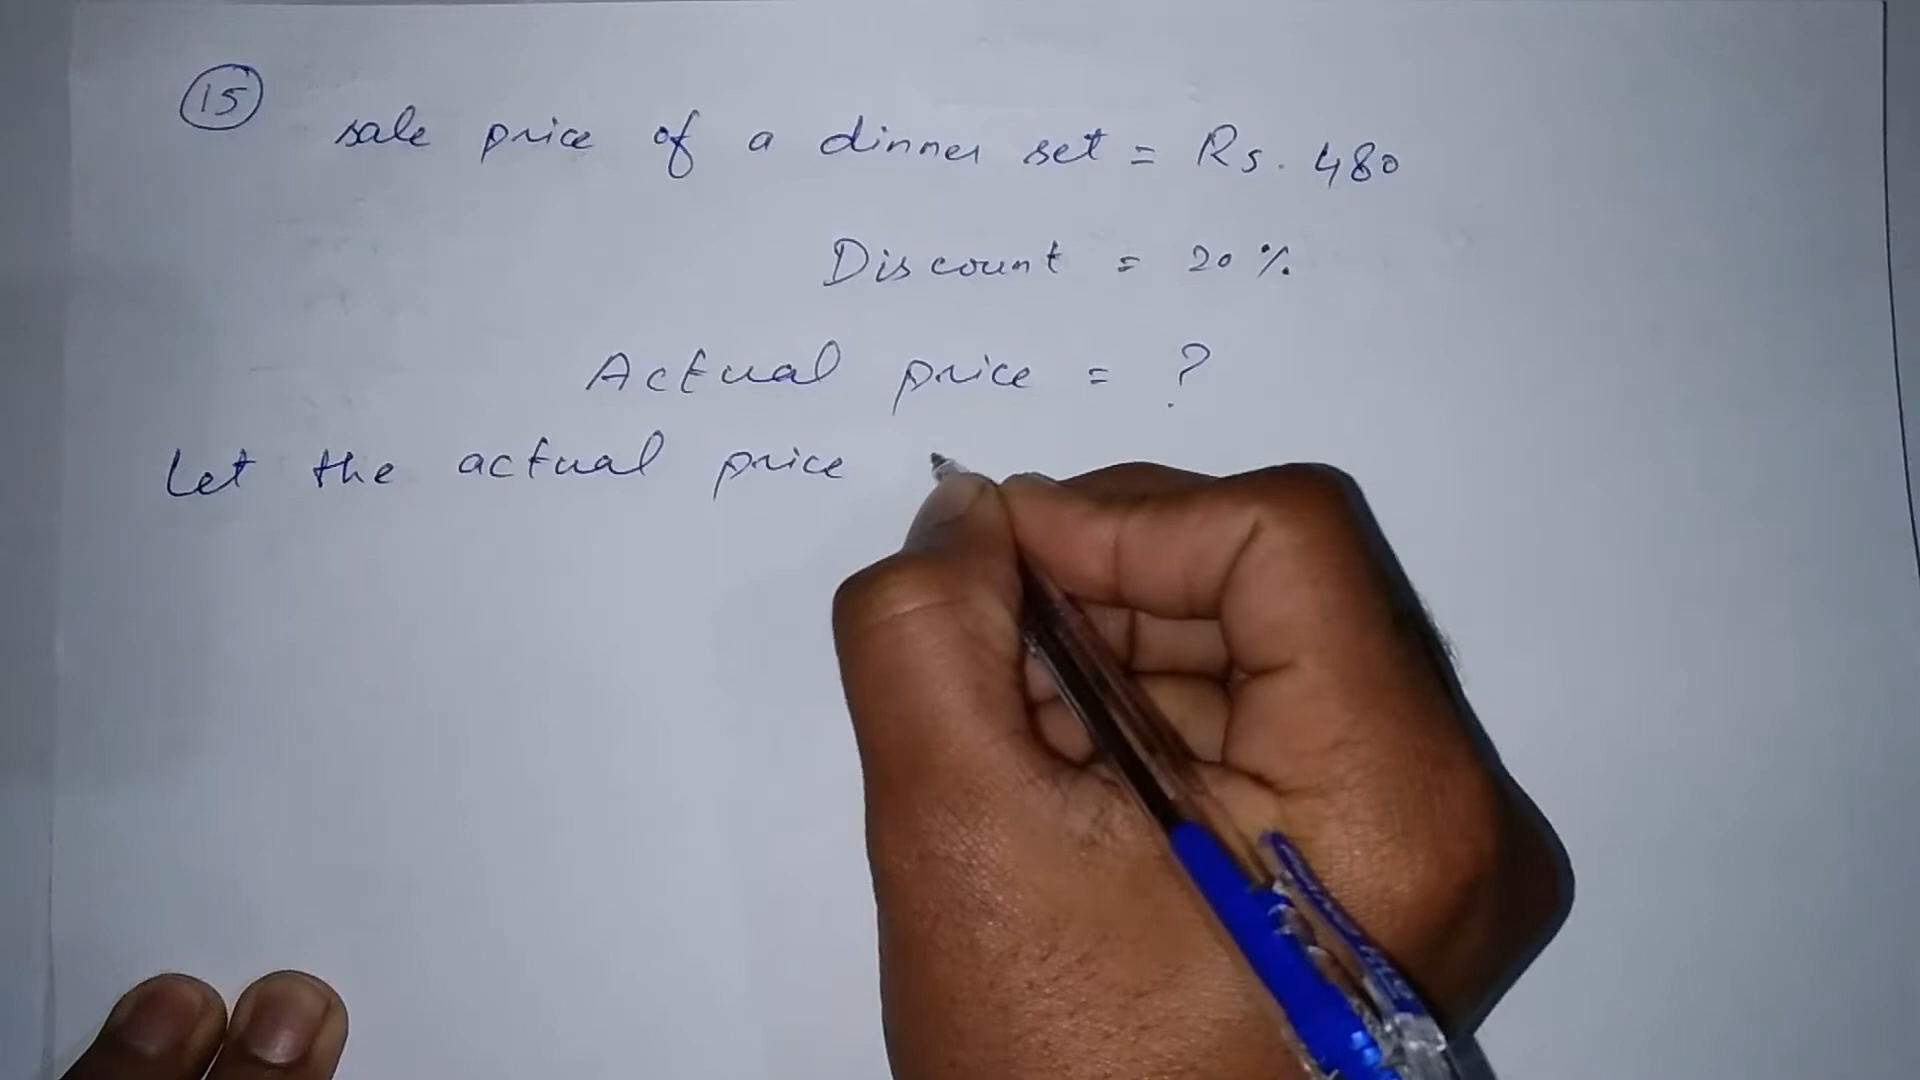 15
sale price of a dinner set = Rs. 480
Discount = 20%
Actual price = ?
Let the actual price